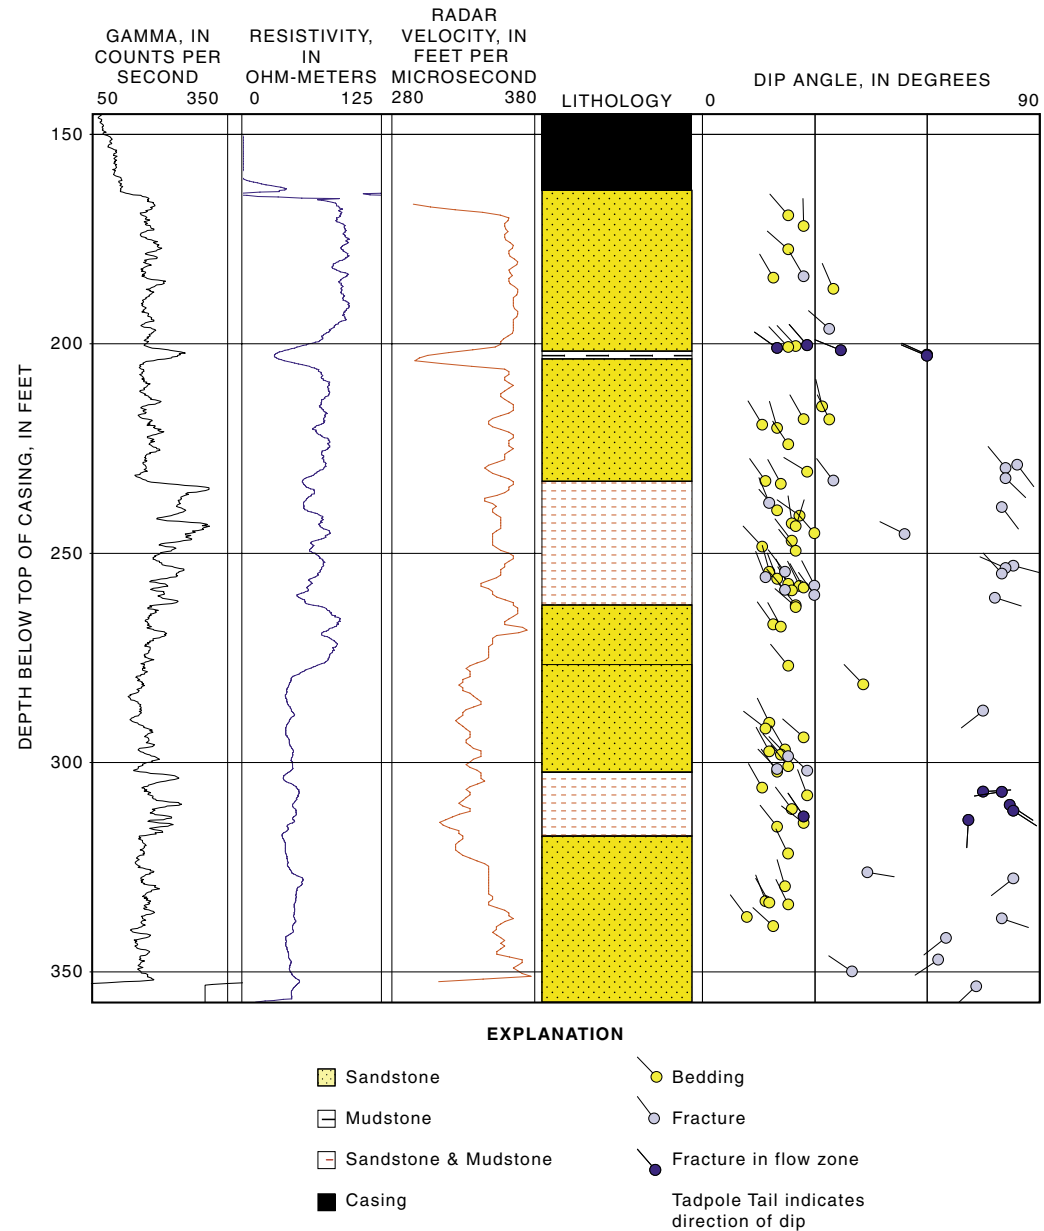 GAMMA, IN
COUNTS PER
SECOND
50 350
RESISTIVITY,
IN
OHM-METERS
0 125
RADAR
VELOCITY, IN
FEET PER
MICROSECOND
280 380
LITHOLOGY
DIP ANGLE, IN DEGREES
0 90
DEPTH BELOW TOP OF CASING, IN FEET
150
200
250
300
350
EXPLANATION
Sandstone
Mudstone
Sandstone & Mudstone
Casing
Bedding
Fracture
Fracture in flow zone
Tadpole Tail indicates
direction of dip